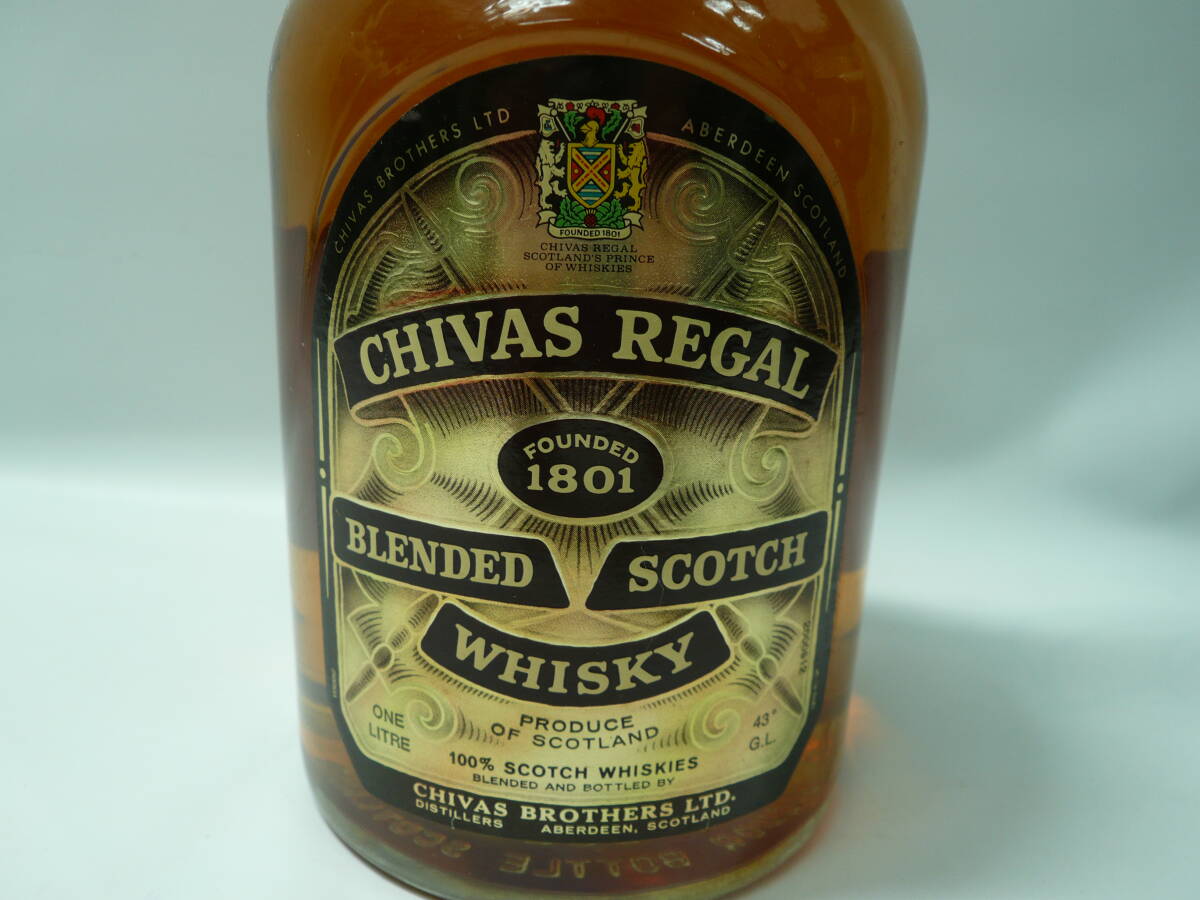 CHIVAS BROTHERS LTD
ABERDEEN SCOTLAND
FOUNDED 1801
CHIVAS REGAL
SCOTLAND'S PRINCE
OF WHISKIES
CHIVAS REGAL
FOUNDED
1801
BLENDED SCOTCH
WHISKY
ONE
LITRE
PRODUCE
OF SCOTLAND
43°
G.L.
100% SCOTCH WHISKIES
BLENDED AND BOTTLED BY
CHIVAS BROTHERS LTD.
DISTILLERS ABERDEEN, SCOTLAND